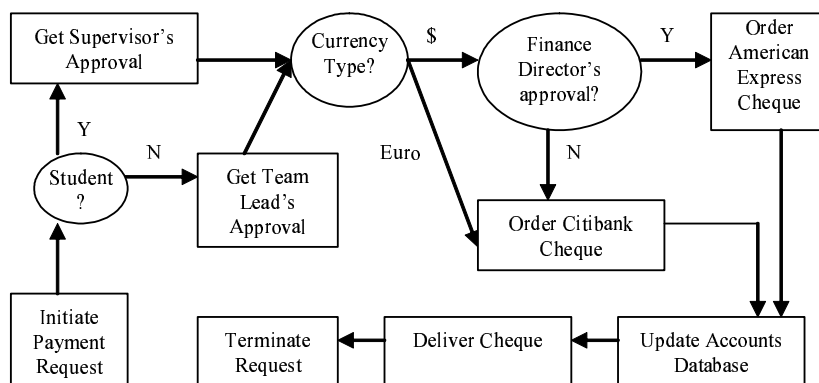 Get Supervisor's
Approval
Currency
Type?
$
Finance
Director's
approval?
Y
Order
American
Express
Cheque
Y
N
Euro
N
Student
?
Get Team
Lead's
Approval
Order Citibank
Cheque
Initiate
Payment
Request
Terminate
Request
Deliver Cheque
Update Accounts
Database